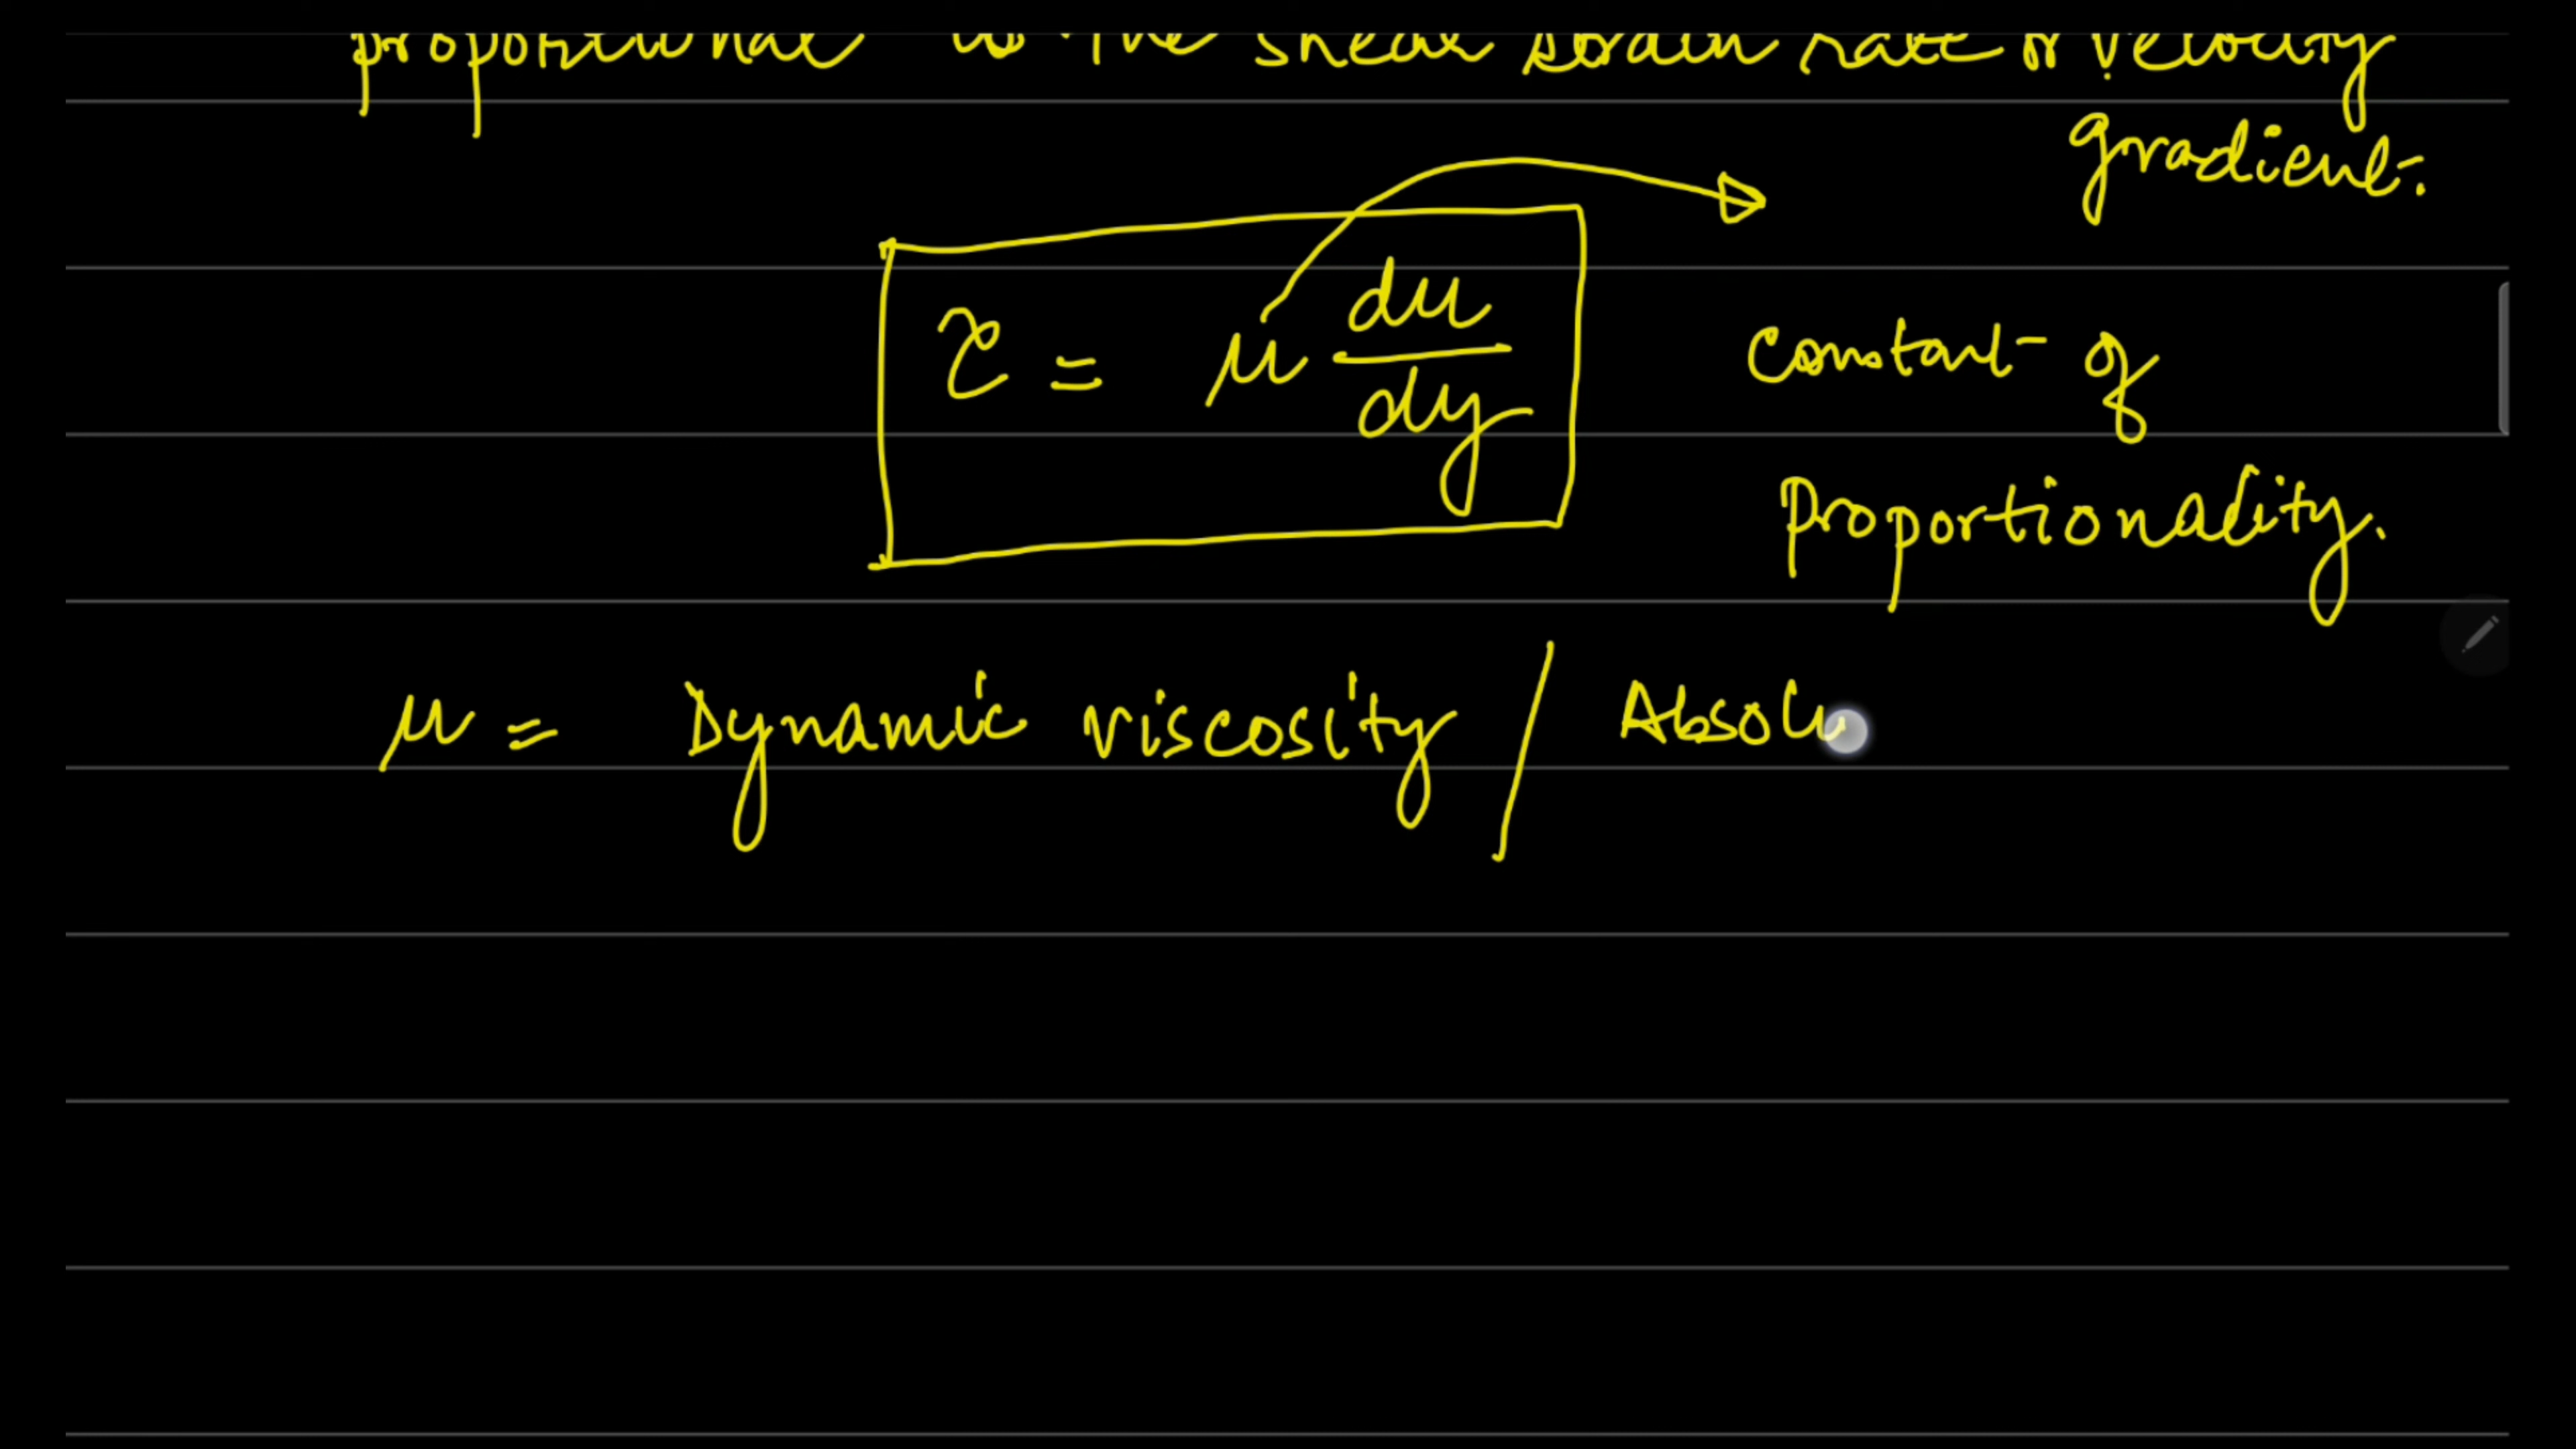 proportional to the shear strain rate or velocity
gradient.
τ = μ du/dy
constant of
proportionality.
μ = Dynamic viscosity / Absolu